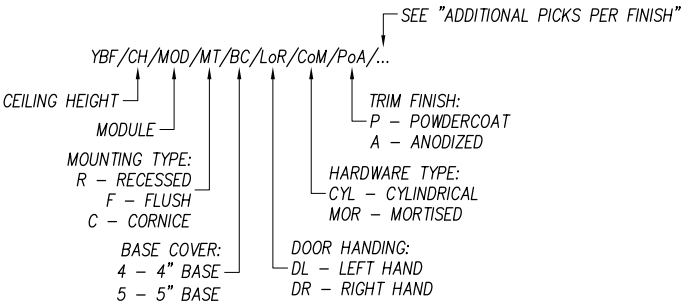 SEE "ADDITIONAL PICKS PER FINISH"
YBF/CH/MOD/MT/BC/LoR/CoM/PoA/...
CEILING HEIGHT
MODULE
MOUNTING TYPE:
R – RECESSED
F – FLUSH
C – CORNICE
BASE COVER:
4 – 4" BASE
5 – 5" BASE
DOOR HANDING:
DL – LEFT HAND
DR – RIGHT HAND
HARDWARE TYPE:
CYL – CYLINDRICAL
MOR – MORTISED
TRIM FINISH:
P – POWDERCOAT
A – ANODIZED